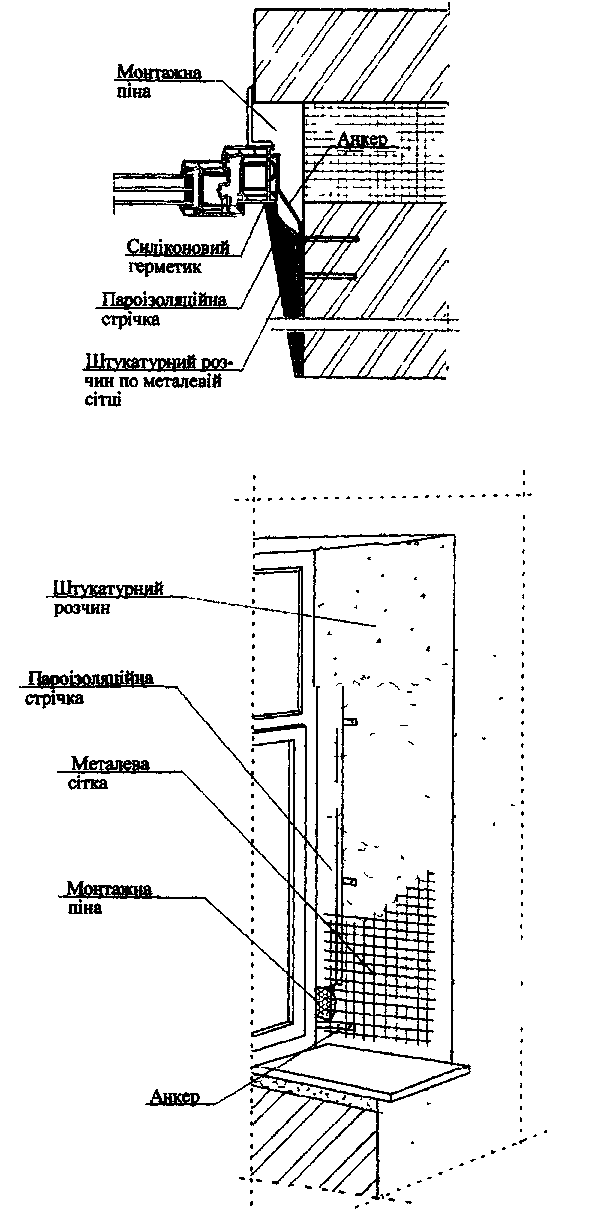 Монтажна
піна
Анкер
Силіконовий
герметик
Пароізоляційна
стрічка
Штукатурний роз-
чин по металевій
сітці
Штукатурний
розчин
Пароізоляційна
стрічка
Металева
сітка
Монтажна
піна
Анкер